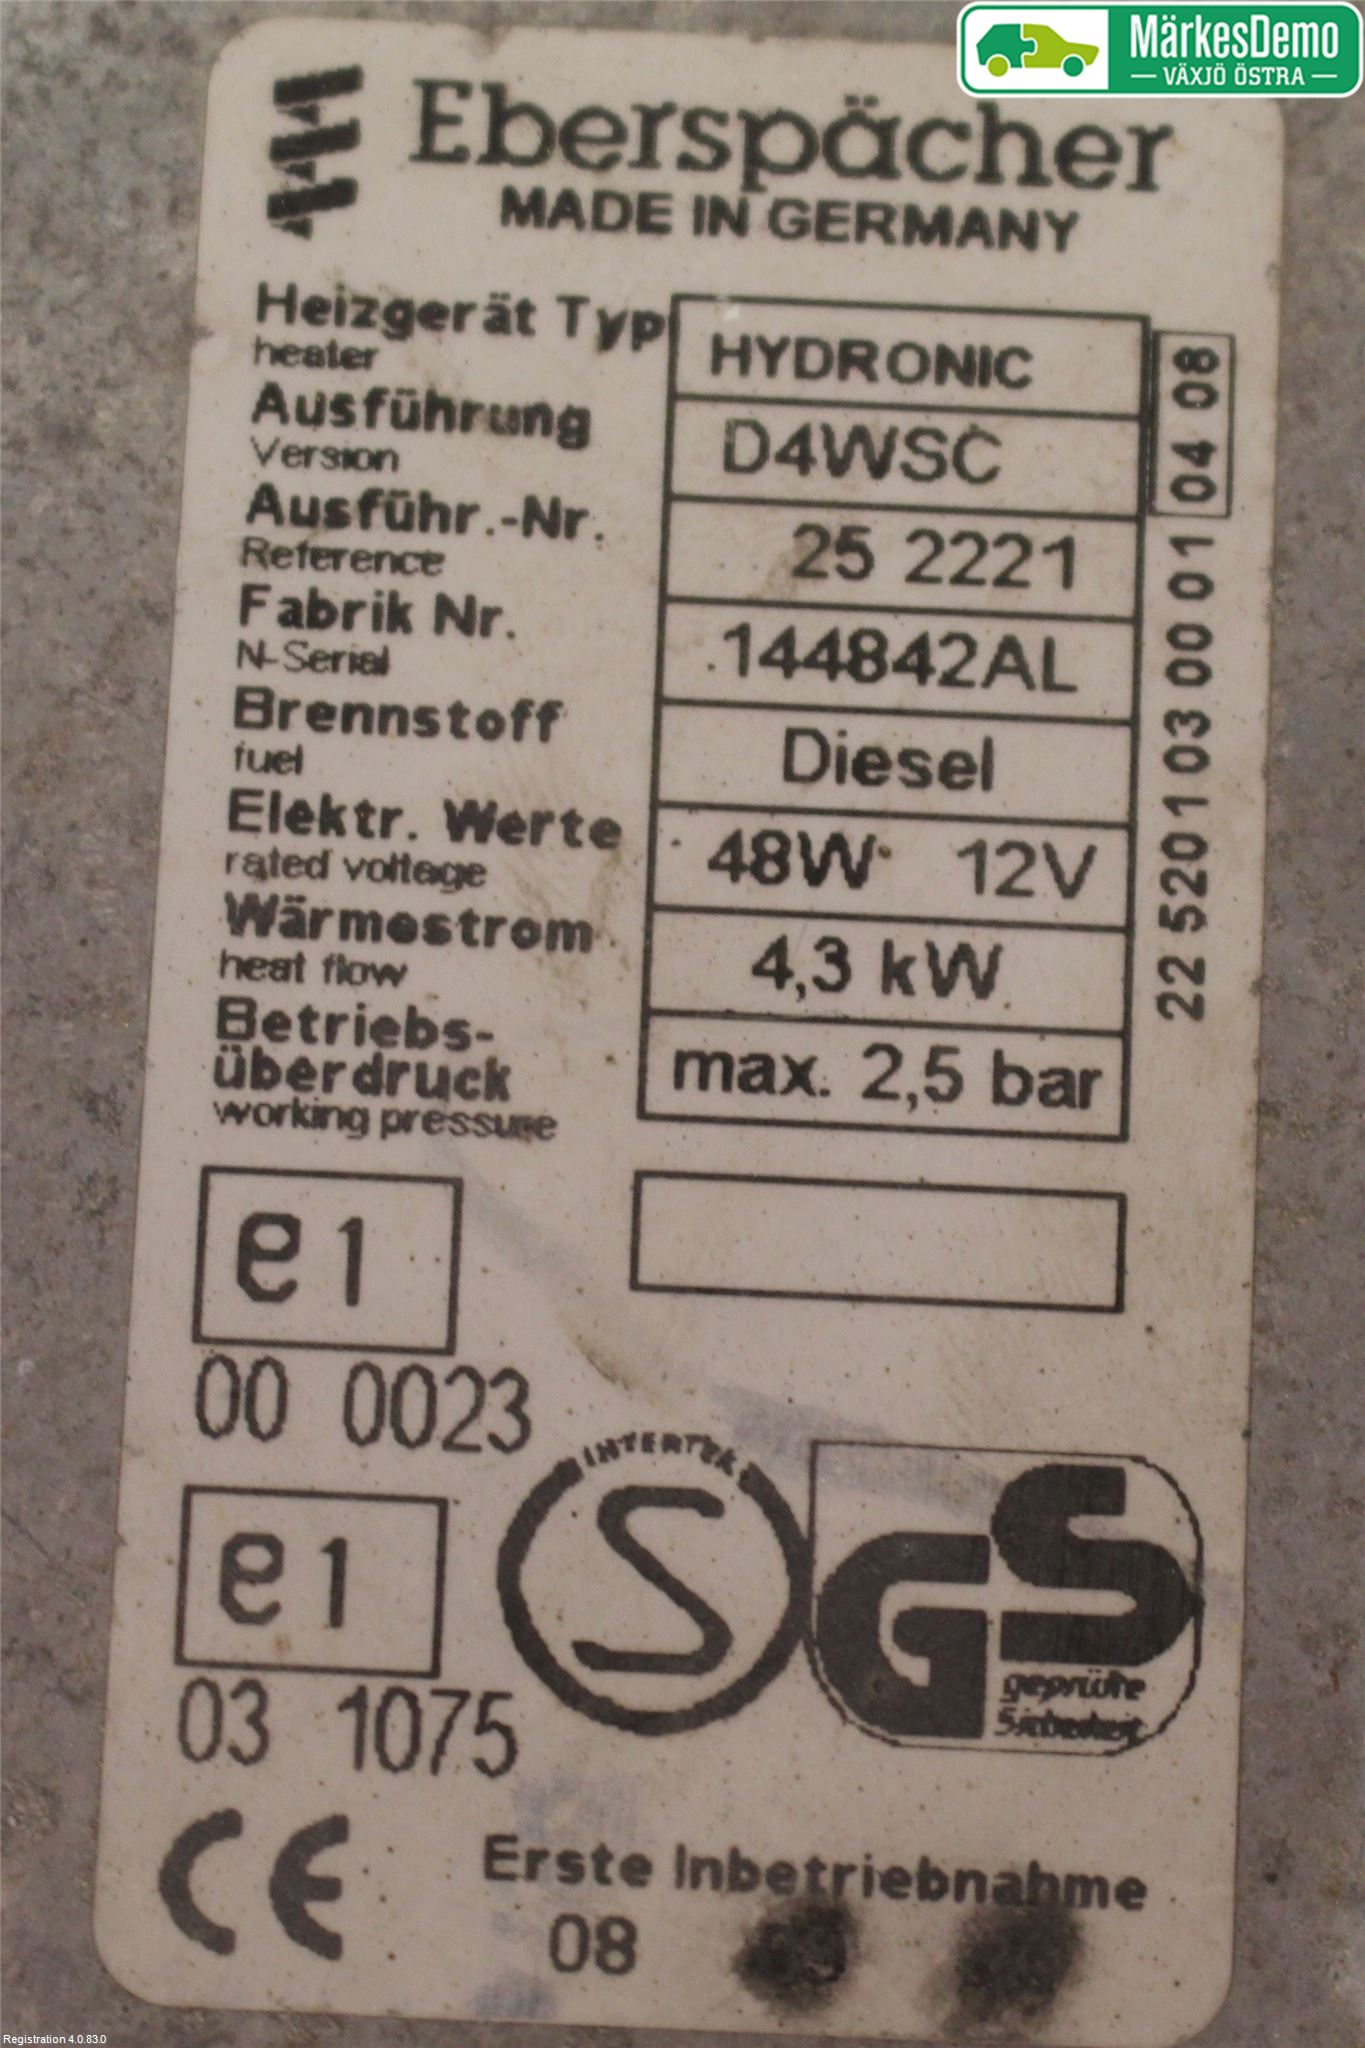 MärkesDemo
VÄXJÖ ÖSTRA
Eberspächer
MADE IN GERMANY
Heizgerät Typ HYDRONIC
heater
Ausführung D4WSC
Version
Ausführ.-Nr. 25 2221
Reference
Fabrik Nr. 144842AL
N-Serial
Brennstoff Diesel
fuel
Elektr. Werte 48W 12V
rated voltage
Wärmestrom 4,3 kW
heat flow
Betriebs-
überdruck max. 2,5 bar
working pressure
22 5201 03 00 01 04 08
e1
00 0023
e1
03 1075
INTERTEK
S
GS
geprüfte
Sicherheit
CE
Erste Inbetriebnahme
08
Registration 4.0.83.0